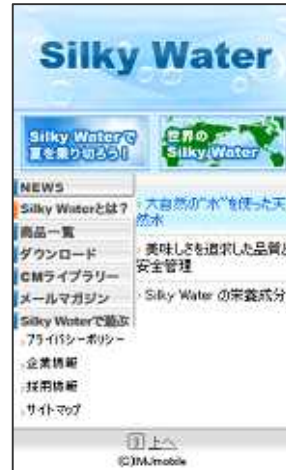 Silky Water
Silky Waterで
夏を乗り切ろう!
世界の
Silky Water
NEWS
Silky Waterとは?
商品一覧
ダウンロード
CMライブラリー
メールマガジン
Silky Waterで遊ぶ
プライバシーポリシー
企業情報
採用情報
サイトマップ
大自然の"水"を使った天
然水
美味しさを追求した品質と
安全管理
Silky Water の栄養成分
上へ
(C)MJmobile